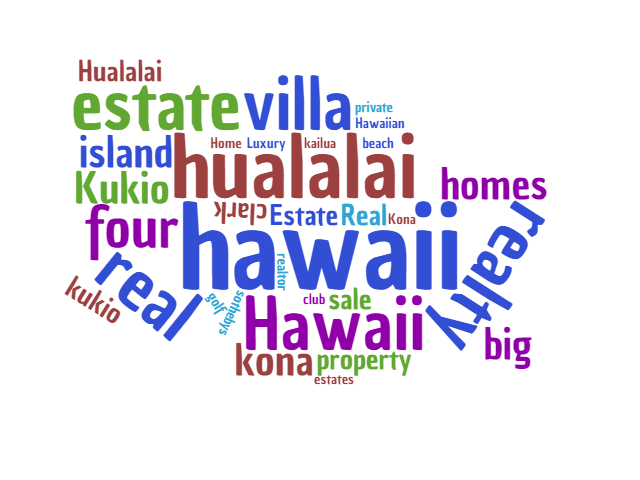 Hualalai
estate villa
private
Hawaiian
island
Home Luxury kailua beach
hualalai
Kukio
homes
clark
Estate Real Kona
four
hawaii
realty
real
realtor
kukio
golf
sothebys
club sale
Hawaii
big
kona property
estates